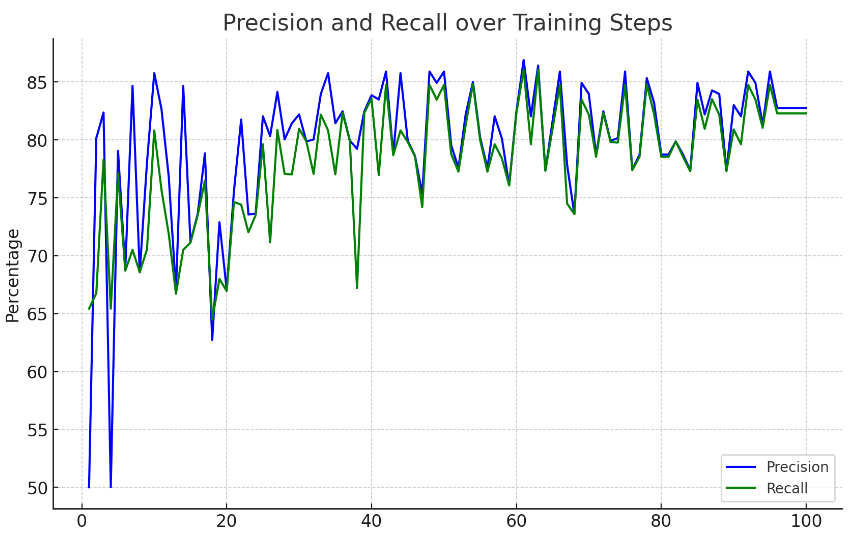 Precision and Recall over Training Steps
Percentage
85
80
75
70
65
60
55
50
0 20 40 60 80 100
Precision
Recall